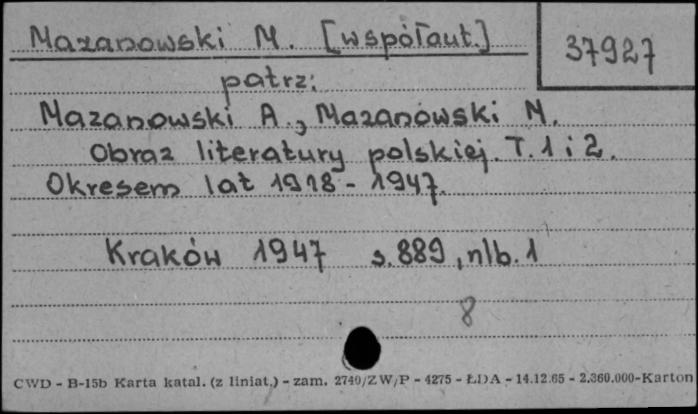 Mazanowski M. [współaut.]
37927
patrz:
Mazanowski A., Mazanowski M.
Obraz literatury polskiej. T. 1 i 2.
Okresem lat 1918 - 1947.
Kraków 1947 s. 889, nlb. 1
8
CWD - B-15b Karta katal. (z liniat.) - zam. 2740/ZW/P - 4275 - ŁDA - 14.12.65 - 2.360.000-Karton